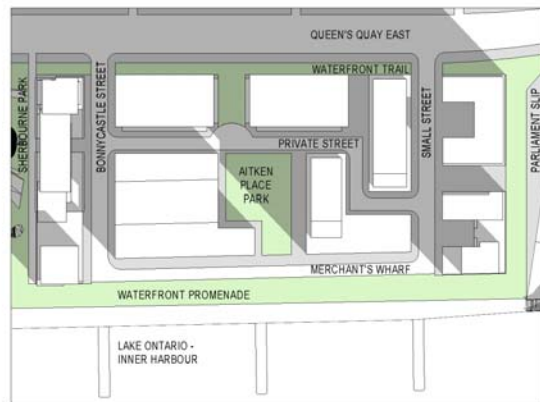 QUEEN'S QUAY EAST
WATERFRONT TRAIL
SHERBOURNE PARK
BONNYCASTLE STREET
SMALL STREET
PARLIAMENT SLIP
PRIVATE STREET
AITKEN
PLACE
PARK
MERCHANT'S WHARF
WATERFRONT PROMENADE
LAKE ONTARIO -
INNER HARBOUR